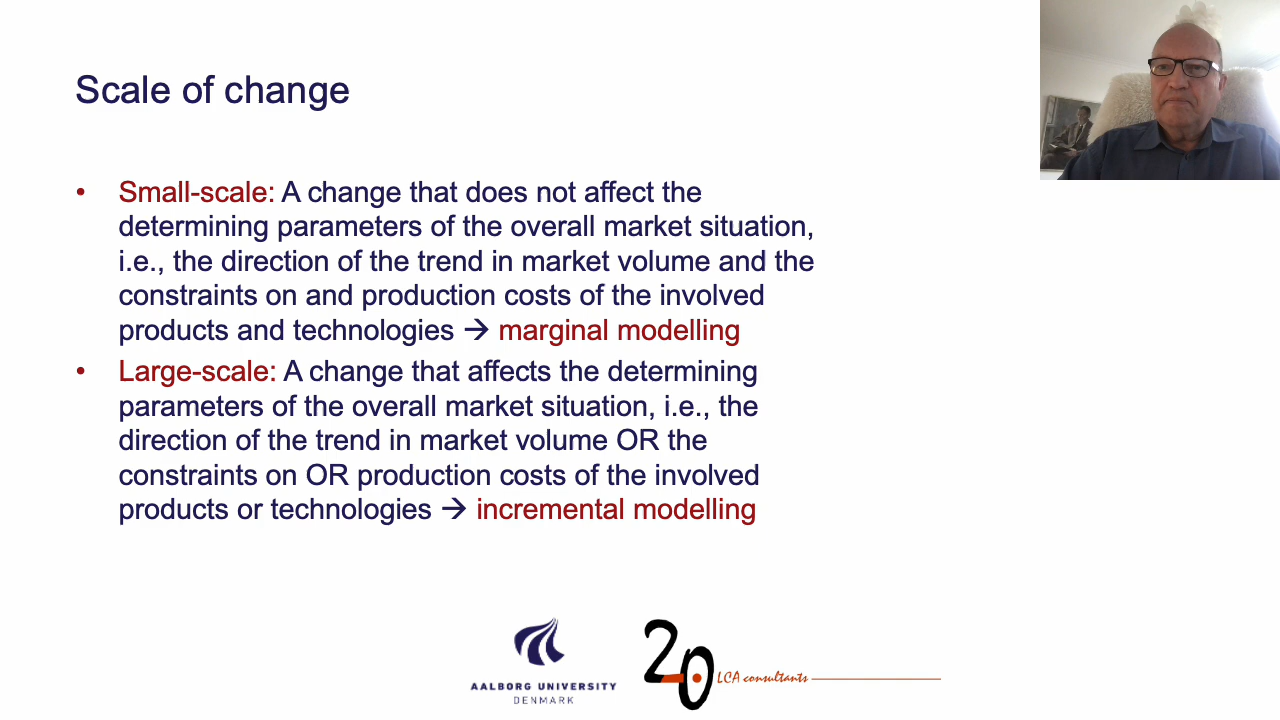 Scale of change
• Small-scale: A change that does not affect the
determining parameters of the overall market situation,
i.e., the direction of the trend in market volume and the
constraints on and production costs of the involved
products and technologies → marginal modelling
• Large-scale: A change that affects the determining
parameters of the overall market situation, i.e., the
direction of the trend in market volume OR the
constraints on OR production costs of the involved
products or technologies → incremental modelling
AALBORG UNIVERSITY
DENMARK
2.0 LCA consultants